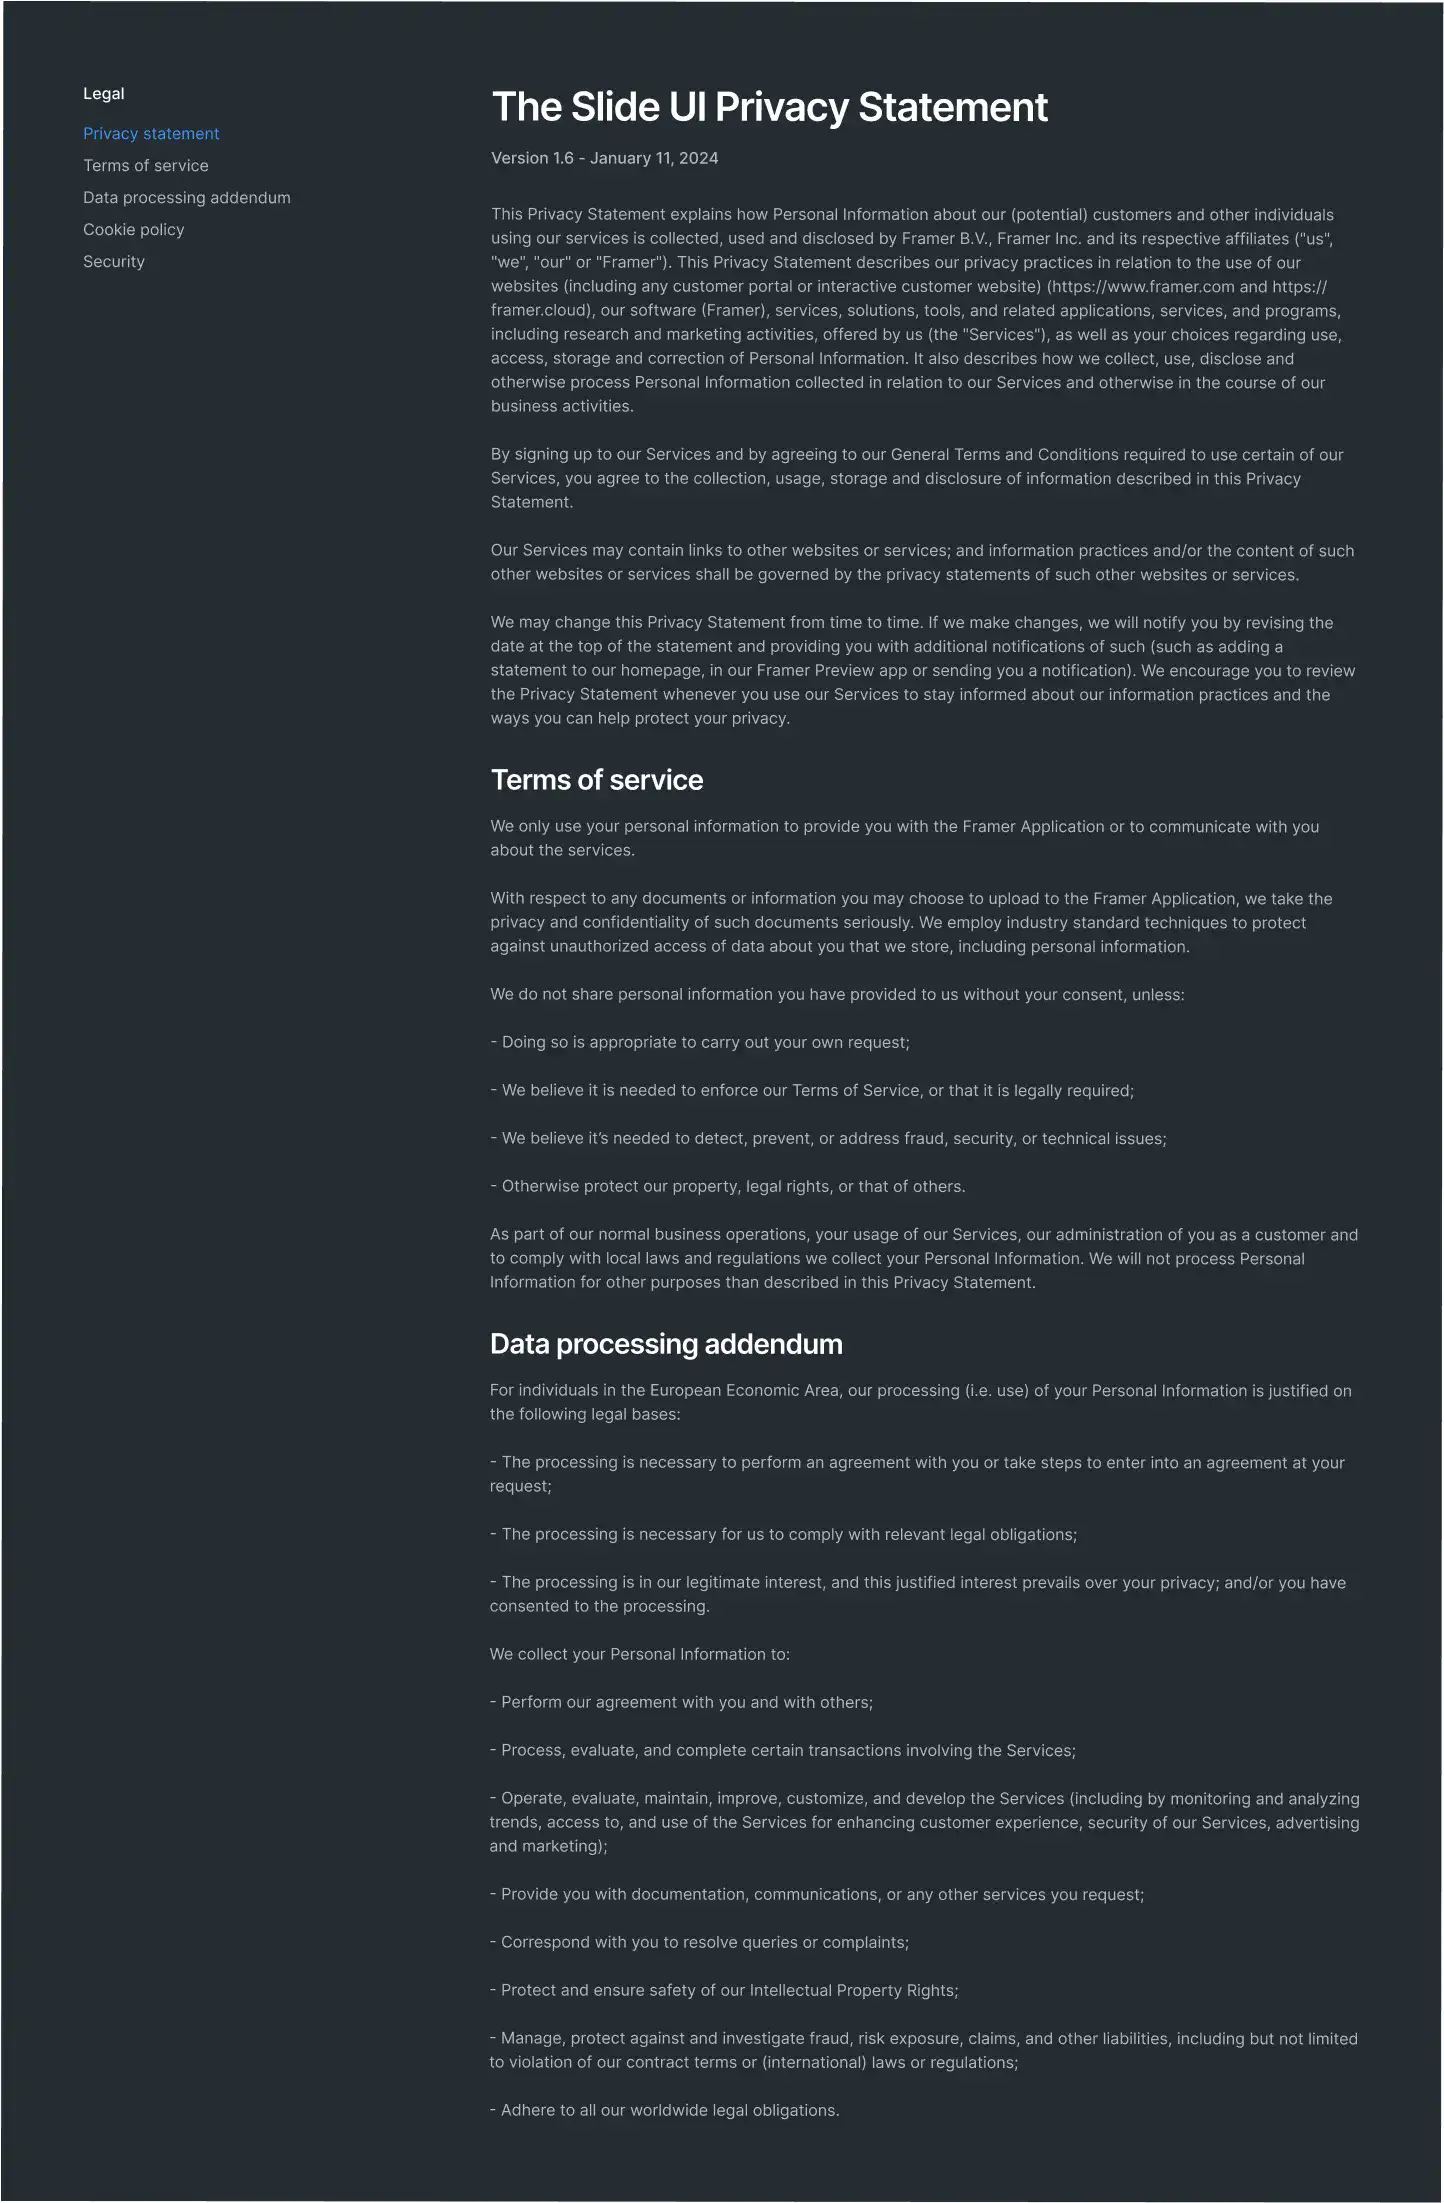 Legal
Privacy statement
Terms of service
Data processing addendum
Cookie policy
Security
The Slide UI Privacy Statement
Version 1.6 - January 11, 2024
This Privacy Statement explains how Personal Information about our (potential) customers and other individuals
using our services is collected, used and disclosed by Framer B.V., Framer Inc. and its respective affiliates ("us",
"we", "our" or "Framer"). This Privacy Statement describes our privacy practices in relation to the use of our
websites (including any customer portal or interactive customer website) (https://www.framer.com and https://
framer.cloud), our software (Framer), services, solutions, tools, and related applications, services, and programs,
including research and marketing activities, offered by us (the "Services"), as well as your choices regarding use,
access, storage and correction of Personal Information. It also describes how we collect, use, disclose and
otherwise process Personal Information collected in relation to our Services and otherwise in the course of our
business activities.
By signing up to our Services and by agreeing to our General Terms and Conditions required to use certain of our
Services, you agree to the collection, usage, storage and disclosure of information described in this Privacy
Statement.
Our Services may contain links to other websites or services; and information practices and/or the content of such
other websites or services shall be governed by the privacy statements of such other websites or services.
We may change this Privacy Statement from time to time. If we make changes, we will notify you by revising the
date at the top of the statement and providing you with additional notifications of such (such as adding a
statement to our homepage, in our Framer Preview app or sending you a notification). We encourage you to review
the Privacy Statement whenever you use our Services to stay informed about our information practices and the
ways you can help protect your privacy.
Terms of service
We only use your personal information to provide you with the Framer Application or to communicate with you
about the services.
With respect to any documents or information you may choose to upload to the Framer Application, we take the
privacy and confidentiality of such documents seriously. We employ industry standard techniques to protect
against unauthorized access of data about you that we store, including personal information.
We do not share personal information you have provided to us without your consent, unless:
- Doing so is appropriate to carry out your own request;
- We believe it is needed to enforce our Terms of Service, or that it is legally required;
- We believe it’s needed to detect, prevent, or address fraud, security, or technical issues;
- Otherwise protect our property, legal rights, or that of others.
As part of our normal business operations, your usage of our Services, our administration of you as a customer and
to comply with local laws and regulations we collect your Personal Information. We will not process Personal
Information for other purposes than described in this Privacy Statement.
Data processing addendum
For individuals in the European Economic Area, our processing (i.e. use) of your Personal Information is justified on
the following legal bases:
- The processing is necessary to perform an agreement with you or take steps to enter into an agreement at your
request;
- The processing is necessary for us to comply with relevant legal obligations;
- The processing is in our legitimate interest, and this justified interest prevails over your privacy; and/or you have
consented to the processing.
We collect your Personal Information to:
- Perform our agreement with you and with others;
- Process, evaluate, and complete certain transactions involving the Services;
- Operate, evaluate, maintain, improve, customize, and develop the Services (including by monitoring and analyzing
trends, access to, and use of the Services for enhancing customer experience, security of our Services, advertising
and marketing);
- Provide you with documentation, communications, or any other services you request;
- Correspond with you to resolve queries or complaints;
- Protect and ensure safety of our Intellectual Property Rights;
- Manage, protect against and investigate fraud, risk exposure, claims, and other liabilities, including but not limited
to violation of our contract terms or (international) laws or regulations;
- Adhere to all our worldwide legal obligations.